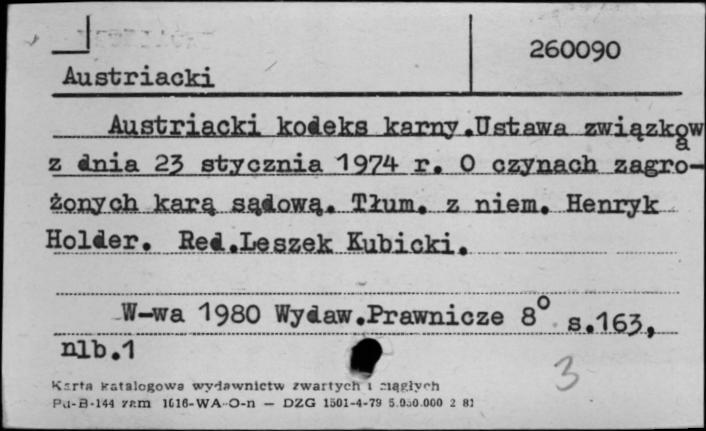 260090
Austriacki
Austriacki kodeks karny.Ustawa związkowa
z dnia 23 stycznia 1974 r. O czynach zagro-
żonych karą sądową. Tłum. z niem. Henryk
Holder. Red.Leszek Kubicki.
W-wa 1980 Wydaw.Prawnicze 8° s.163,
nlb.1
3
Karta katalogowa wydawnictw zwartych i ciągłych
Pu-B-144 zam 1616-WA-O-n — DZG 1501-4-79 5.050.000 2 81